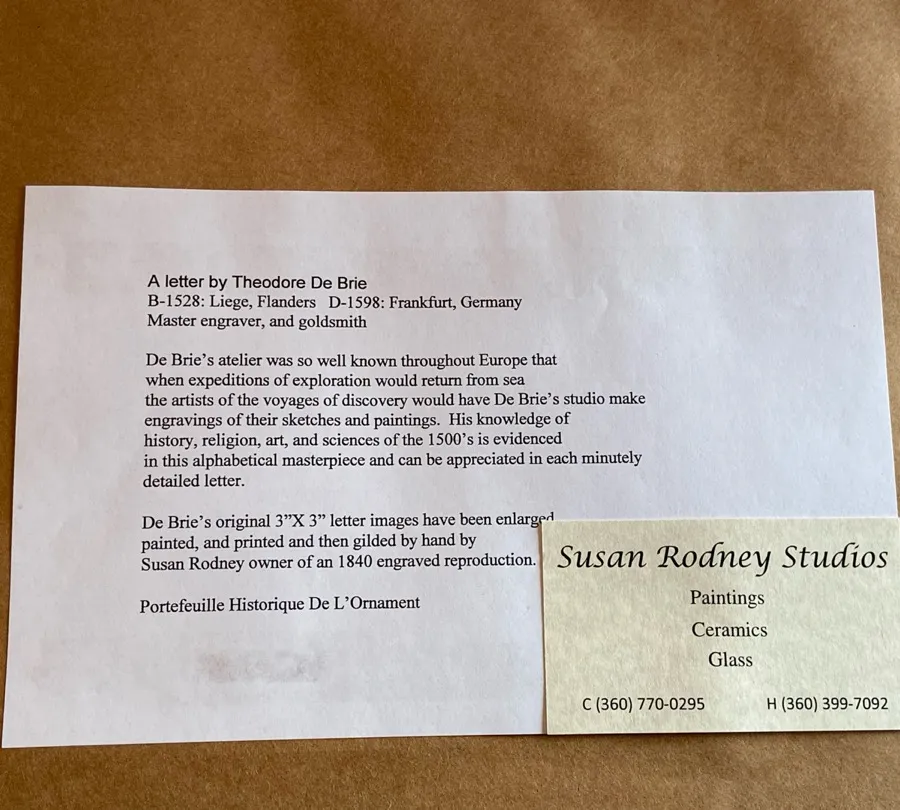 A letter by Theodore De Brie
B-1528: Liege, Flanders D-1598: Frankfurt, Germany
Master engraver, and goldsmith
De Brie's atelier was so well known throughout Europe that
when expeditions of exploration would return from sea
the artists of the voyages of discovery would have De Brie's studio make
engravings of their sketches and paintings. His knowledge of
history, religion, art, and sciences of the 1500's is evidenced
in this alphabetical masterpiece and can be appreciated in each minutely
detailed letter.
De Brie's original 3"X 3" letter images have been enlarged
painted, and printed and then gilded by hand by
Susan Rodney owner of an 1840 engraved reproduction.
Portefeuille Historique De L'Ornament
Susan Rodney Studios
Paintings
Ceramics
Glass
C (360) 770-0295 H (360) 399-7092